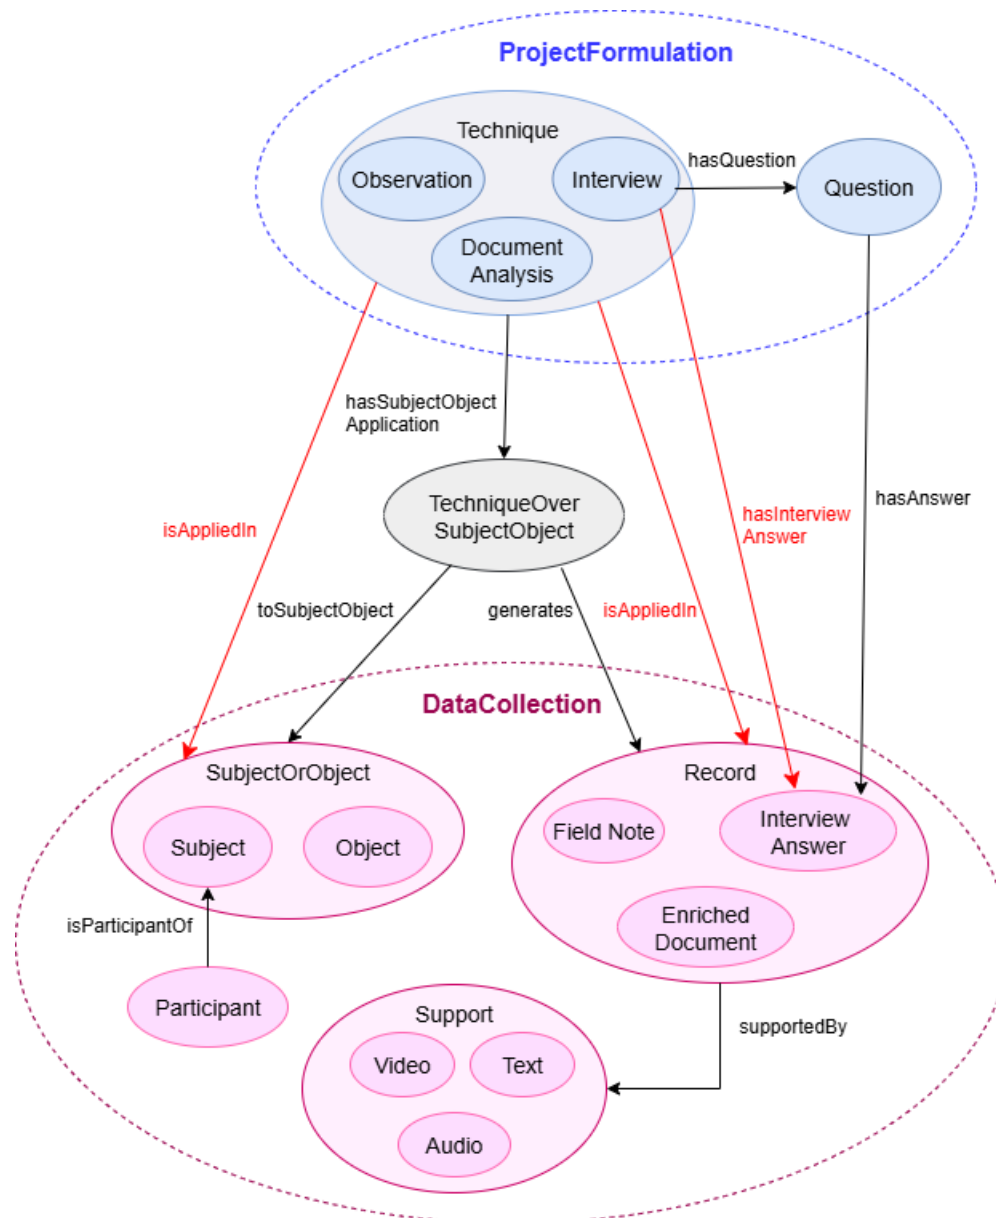 ProjectFormulation
Technique
Observation
Interview
hasQuestion
Question
Document
Analysis
hasSubjectObject
Application
TechniqueOver
SubjectObject
isAppliedIn
hasInterview
Answer
hasAnswer
toSubjectObject
generates
isAppliedIn
DataCollection
SubjectOrObject
Subject
Object
Record
Field Note
Interview
Answer
Enriched
Document
isParticipantOf
Participant
Support
Video
Text
Audio
supportedBy